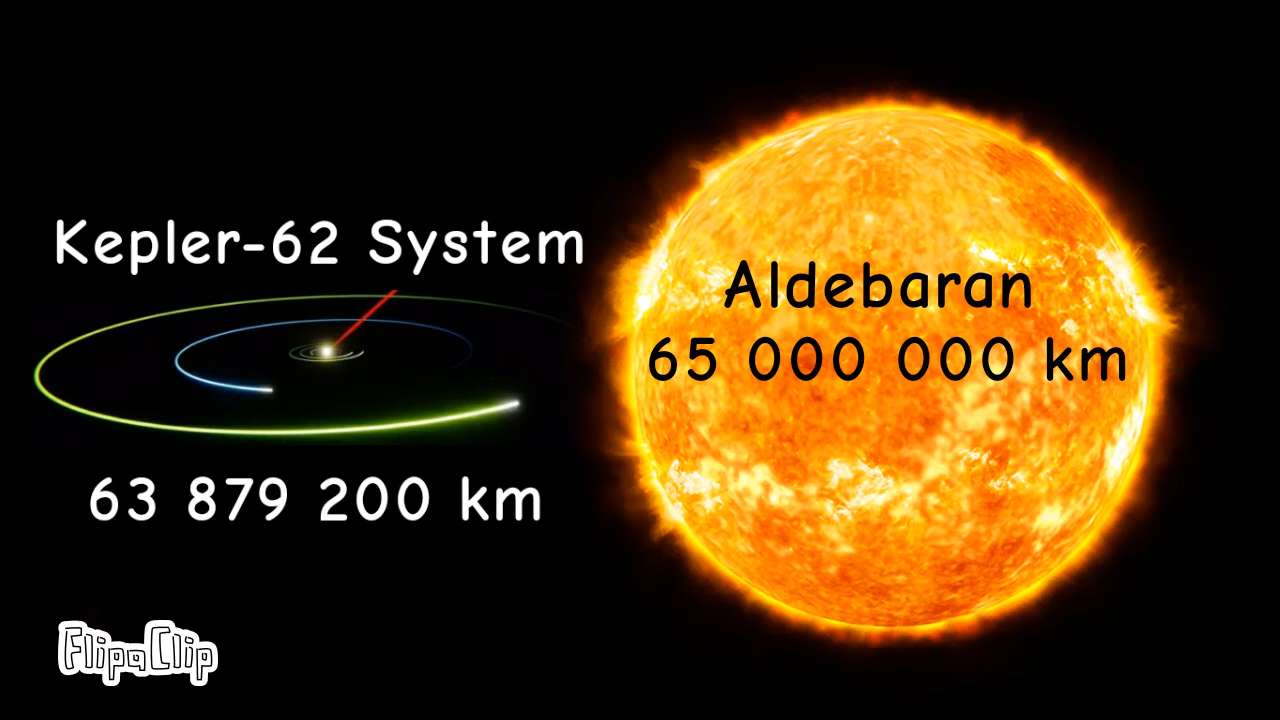 Kepler-62 System
63 879 200 km
Aldebaran
65 000 000 km
FlipaClip